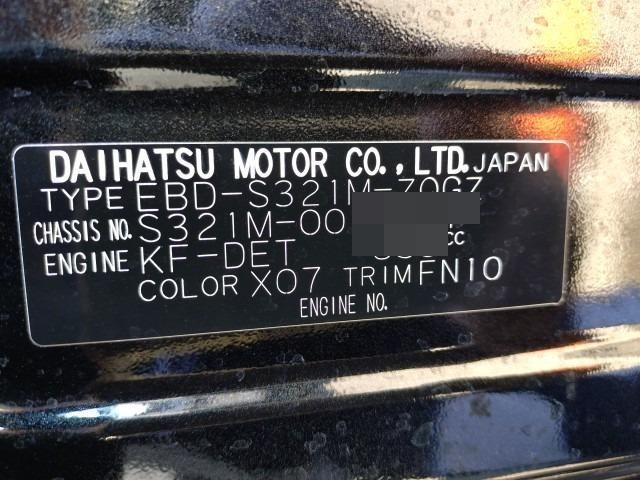 DAIHATSU MOTOR CO., LTD. JAPAN
TYPE EBD-S321M-ZQGZ
CHASSIS NO. S321M-00
ENGINE KF-DET cc
COLOR X07 TRIM FN10
ENGINE NO.